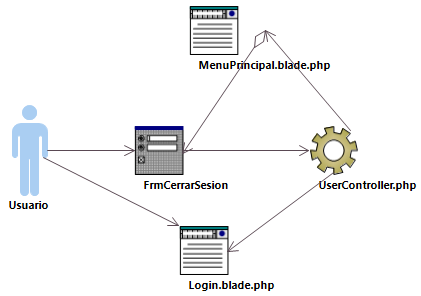 MenuPrincipal.blade.php
FrmCerrarSesion
UserController.php
Usuario
Login.blade.php